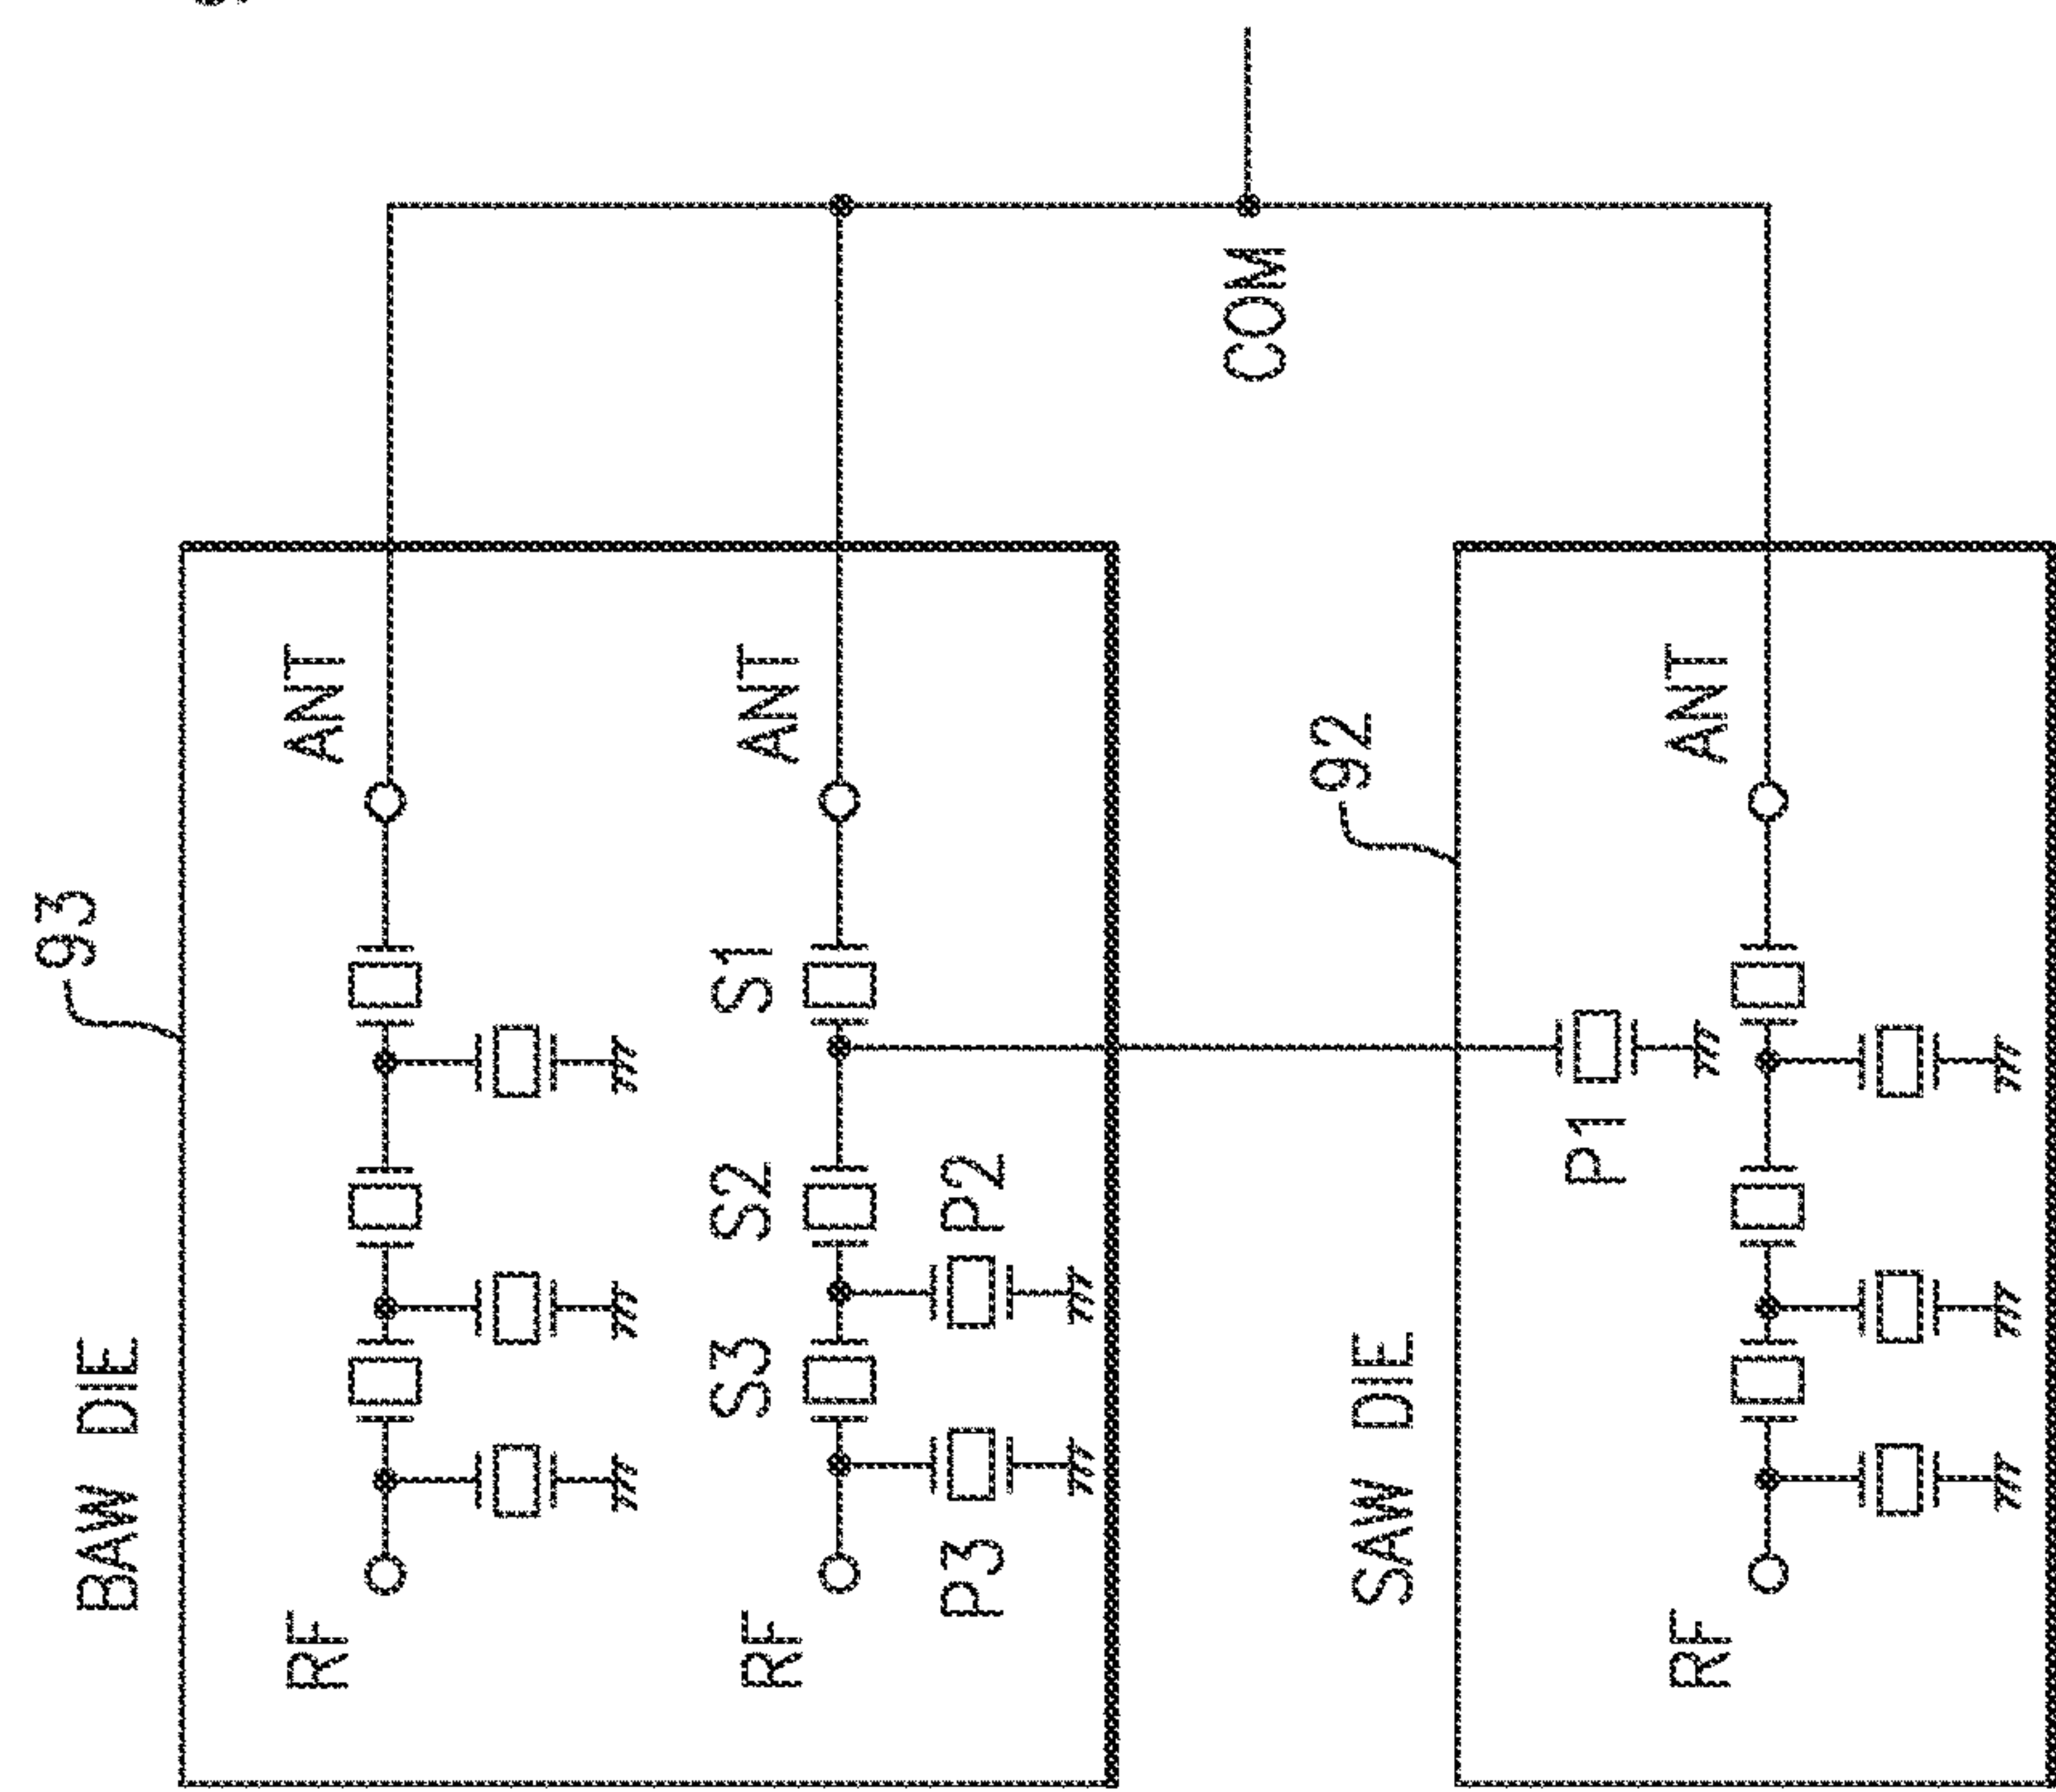 BAW DIE
93
RF
ANT
RF
S3
S2
S1
ANT
P3
P2
COM
SAW DIE
92
P1
RF
ANT